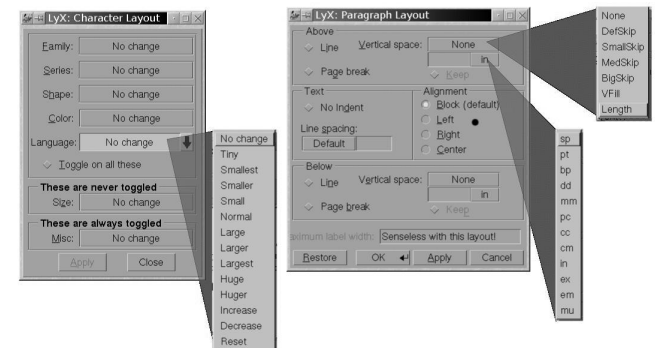 LyX: Character Layout
Family: No change
Series: No change
Shape: No change
Color: No change
Language: No change
Toggle on all these
These are never toggled
Size: No change
These are always toggled
Misc: No change
Apply Close
No change
Tiny
Smallest
Smaller
Small
Normal
Large
Larger
Largest
Huge
Huger
Increase
Decrease
Reset
LyX: Paragraph Layout
Above
Line Vertical space: None
in
Page break Keep
Text
No Indent
Line spacing:
Default
Alignment
Block (default)
Left
Right
Center
Below
Line Vertical space: None
in
Page break Keep
aximum label width: Senseless with this layout!
Restore OK Apply Cancel
None
DefSkip
SmallSkip
MedSkip
BigSkip
VFill
Length
sp
pt
bp
dd
mm
pc
cc
cm
in
ex
em
mu